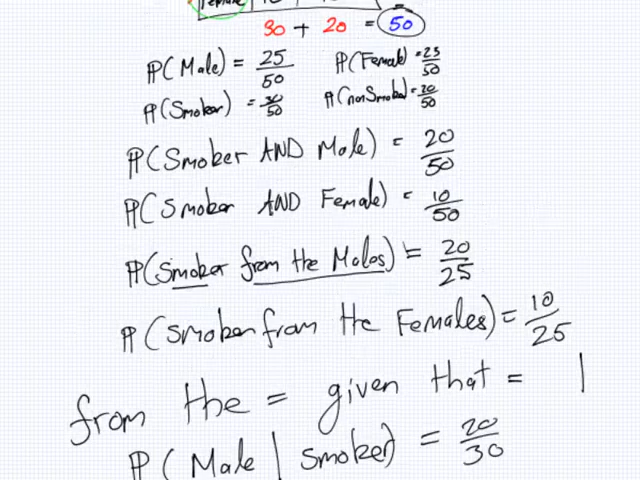 Female
30 + 20 = 50
P(Male) = 25/50 P(Female) = 25/50
P(Smoker) = 30/50 P(nonSmoker) = 20/50
P(Smoker AND Male) = 20/50
P(Smoker AND Female) = 10/50
P(Smoker from the Males) = 20/25
P(Smoker from the Females) = 10/25
from the = given that = |
P(Male | Smoker) = 20/30